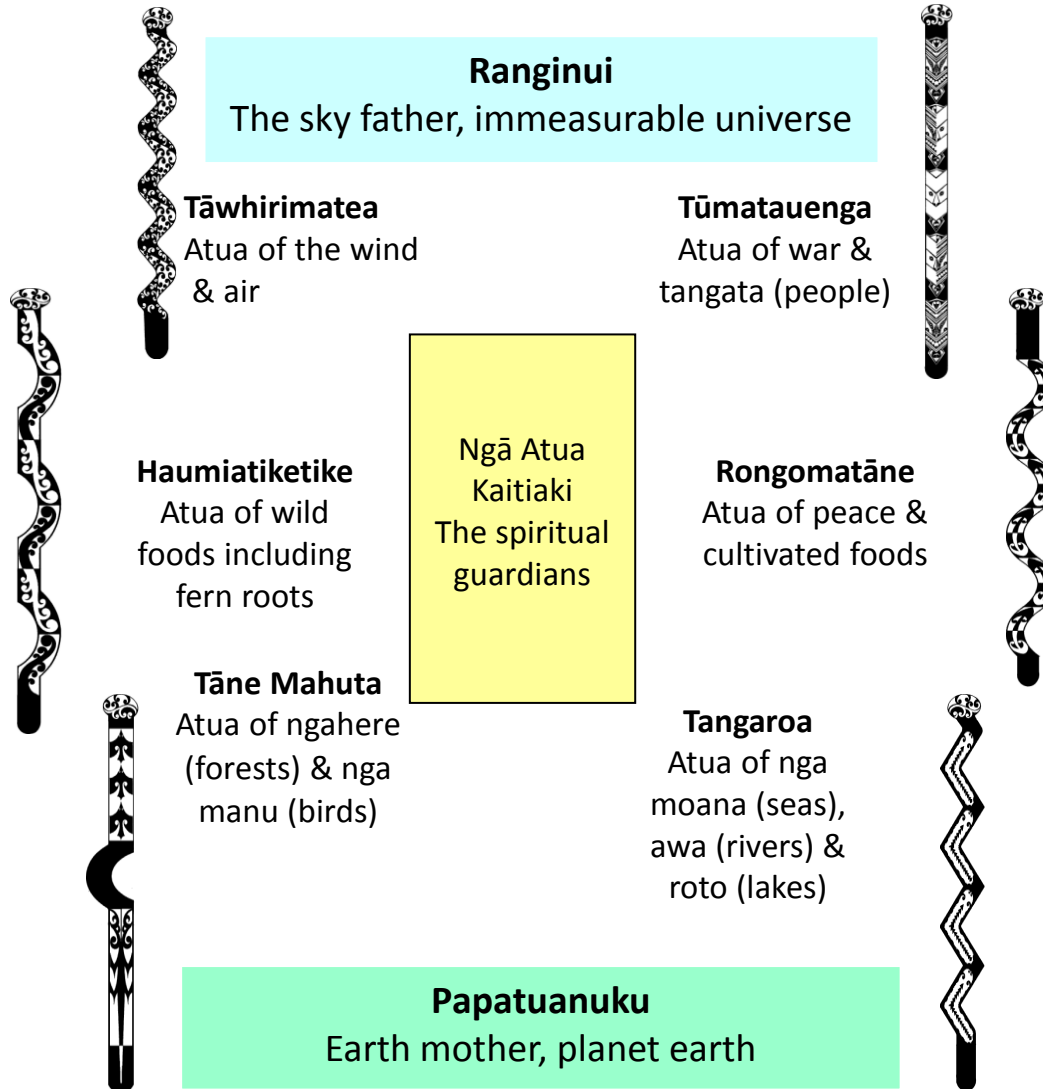 Ranginui
The sky father, immeasurable universe
Tāwhirimatea
Atua of the wind
& air
Tūmatauenga
Atua of war &
tangata (people)
Ngā Atua
Kaitiaki
The spiritual
guardians
Haumiatiketike
Atua of wild
foods including
fern roots
Rongomatāne
Atua of peace &
cultivated foods
Tāne Mahuta
Atua of ngahere
(forests) & nga
manu (birds)
Tangaroa
Atua of nga
moana (seas),
awa (rivers) &
roto (lakes)
Papatuanuku
Earth mother, planet earth